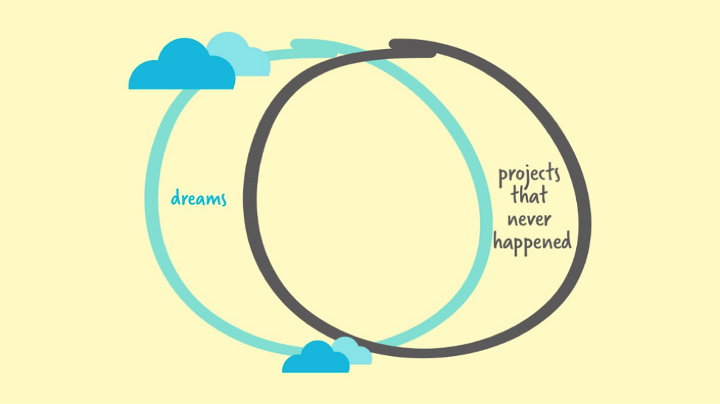 dreams
projects
that
never
happened